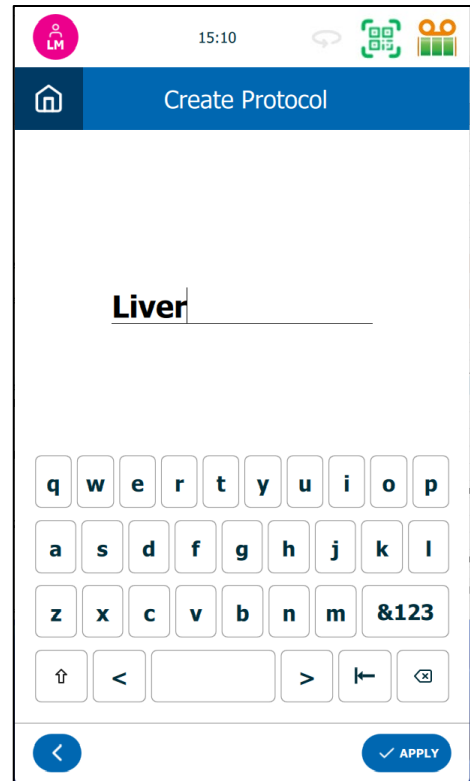 LM 15:10
Create Protocol
Liver
q w e r t y u i o p
a s d f g h j k l
z x c v b n m &123
< >
APPLY